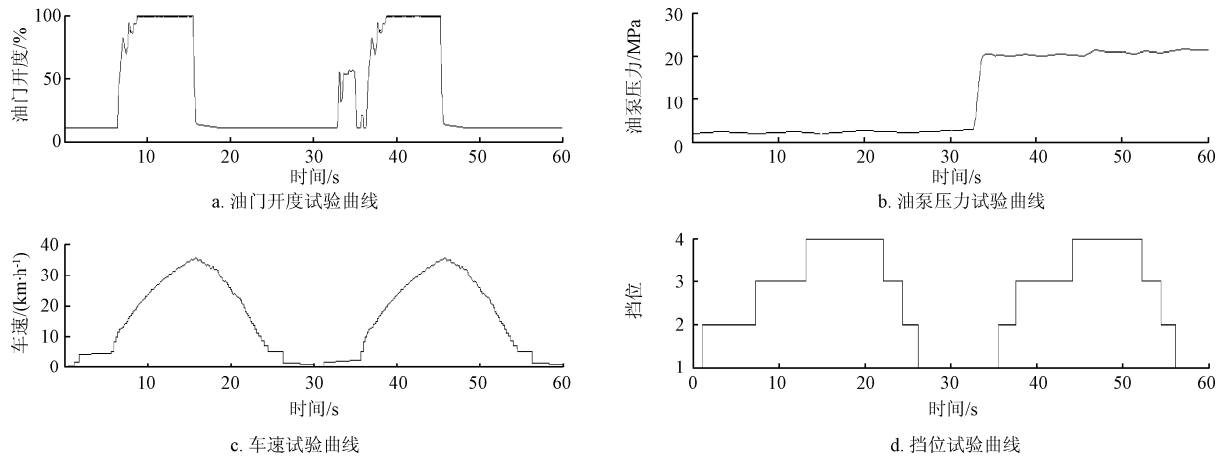 100
50
0
油门开度/%
10 20 30 40 50 60
时间/s
a. 油门开度试验曲线
30
20
10
0
油泵压力/MPa
0 10 20 30 40 50 60
时间/s
b. 油泵压力试验曲线
40
30
20
10
0
车速/(km·h⁻¹)
10 20 30 40 50 60
时间/s
c. 车速试验曲线
4
3
2
1
挡位
0 10 20 30 40 50 60
时间/s
d. 挡位试验曲线